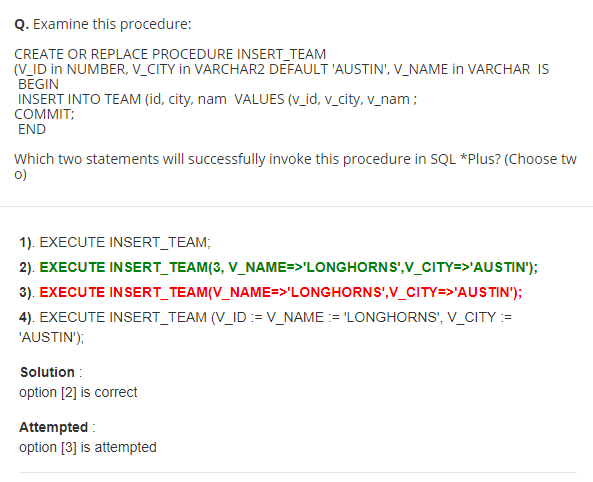 Q. Examine this procedure:
CREATE OR REPLACE PROCEDURE INSERT_TEAM
(V_ID in NUMBER, V_CITY in VARCHAR2 DEFAULT 'AUSTIN', V_NAME in VARCHAR  IS
BEGIN
INSERT INTO TEAM (id, city, nam  VALUES (v_id, v_city, v_nam ;
COMMIT;
END
Which two statements will successfully invoke this procedure in SQL *Plus? (Choose tw
o)
1). EXECUTE INSERT_TEAM;
2). EXECUTE INSERT_TEAM(3, V_NAME=>'LONGHORNS',V_CITY=>'AUSTIN');
3). EXECUTE INSERT_TEAM(V_NAME=>'LONGHORNS',V_CITY=>'AUSTIN');
4). EXECUTE INSERT_TEAM (V_ID := V_NAME := 'LONGHORNS', V_CITY :=
'AUSTIN');
Solution :
option [2] is correct
Attempted :
option [3] is attempted